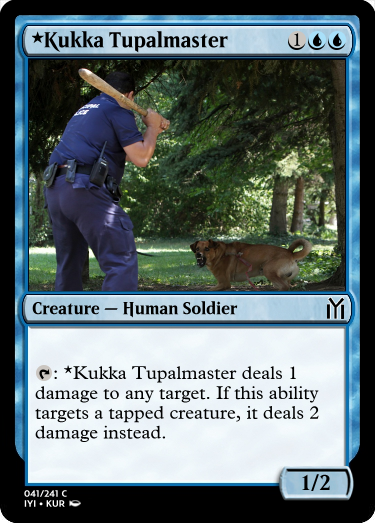 *Kukka Tupalmaster
1
Creature — Human Soldier
: *Kukka Tupalmaster deals 1
damage to any target. If this ability
targets a tapped creature, it deals 2
damage instead.
1/2
041/241 C
IYI • KUR